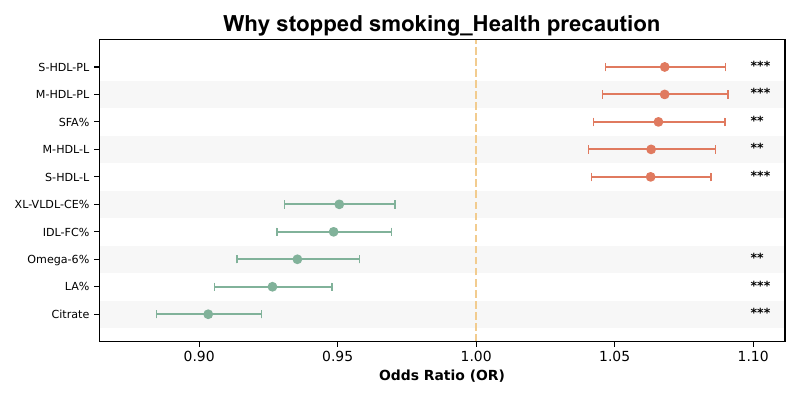 Why stopped smoking_Health precaution
S-HDL-PL ***
M-HDL-PL ***
SFA% **
M-HDL-L **
S-HDL-L ***
XL-VLDL-CE%
IDL-FC%
Omega-6% **
LA% ***
Citrate ***
0.90 0.95 1.00 1.05 1.10
Odds Ratio (OR)